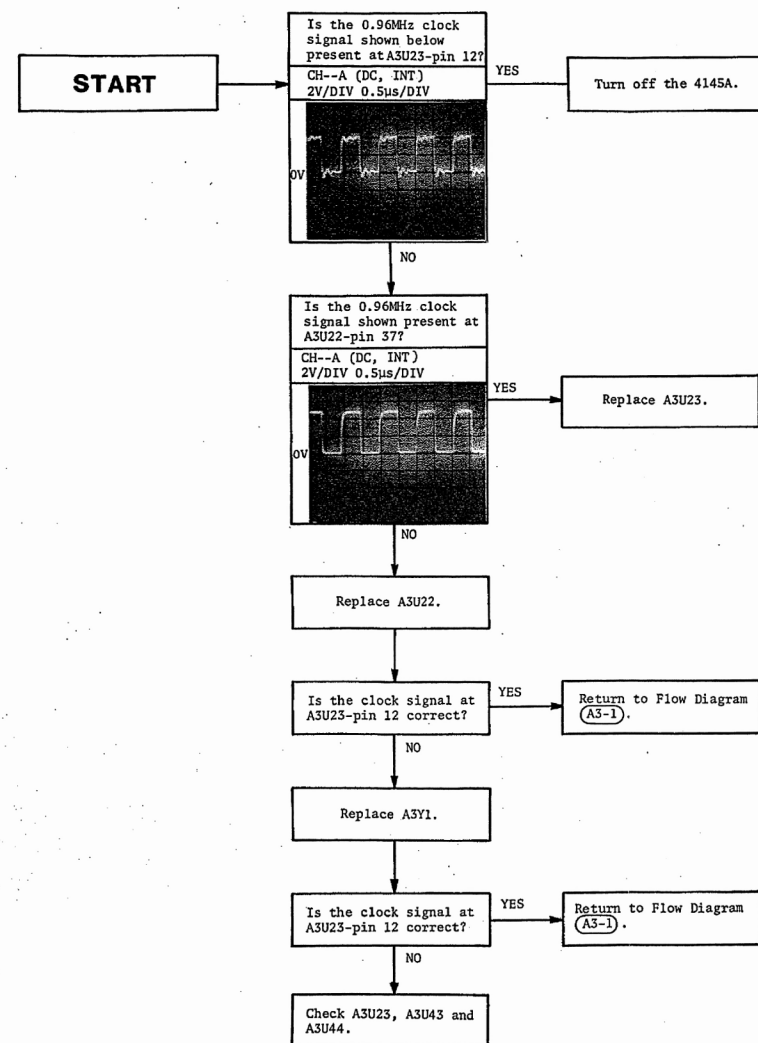 START
Is the 0.96MHz clock
signal shown below
present at A3U23-pin 12?
CH--A (DC, INT)
2V/DIV 0.5µs/DIV
0V
YES
Turn off the 4145A.
NO
Is the 0.96MHz clock
signal shown present at
A3U22-pin 37?
CH--A (DC, INT)
2V/DIV 0.5µs/DIV
0V
YES
Replace A3U23.
NO
Replace A3U22.
Is the clock signal at
A3U23-pin 12 correct?
YES
Return to Flow Diagram
(A3-1).
NO
Replace A3Y1.
Is the clock signal at
A3U23-pin 12 correct?
YES
Return to Flow Diagram
(A3-1).
NO
Check A3U23, A3U43 and
A3U44.